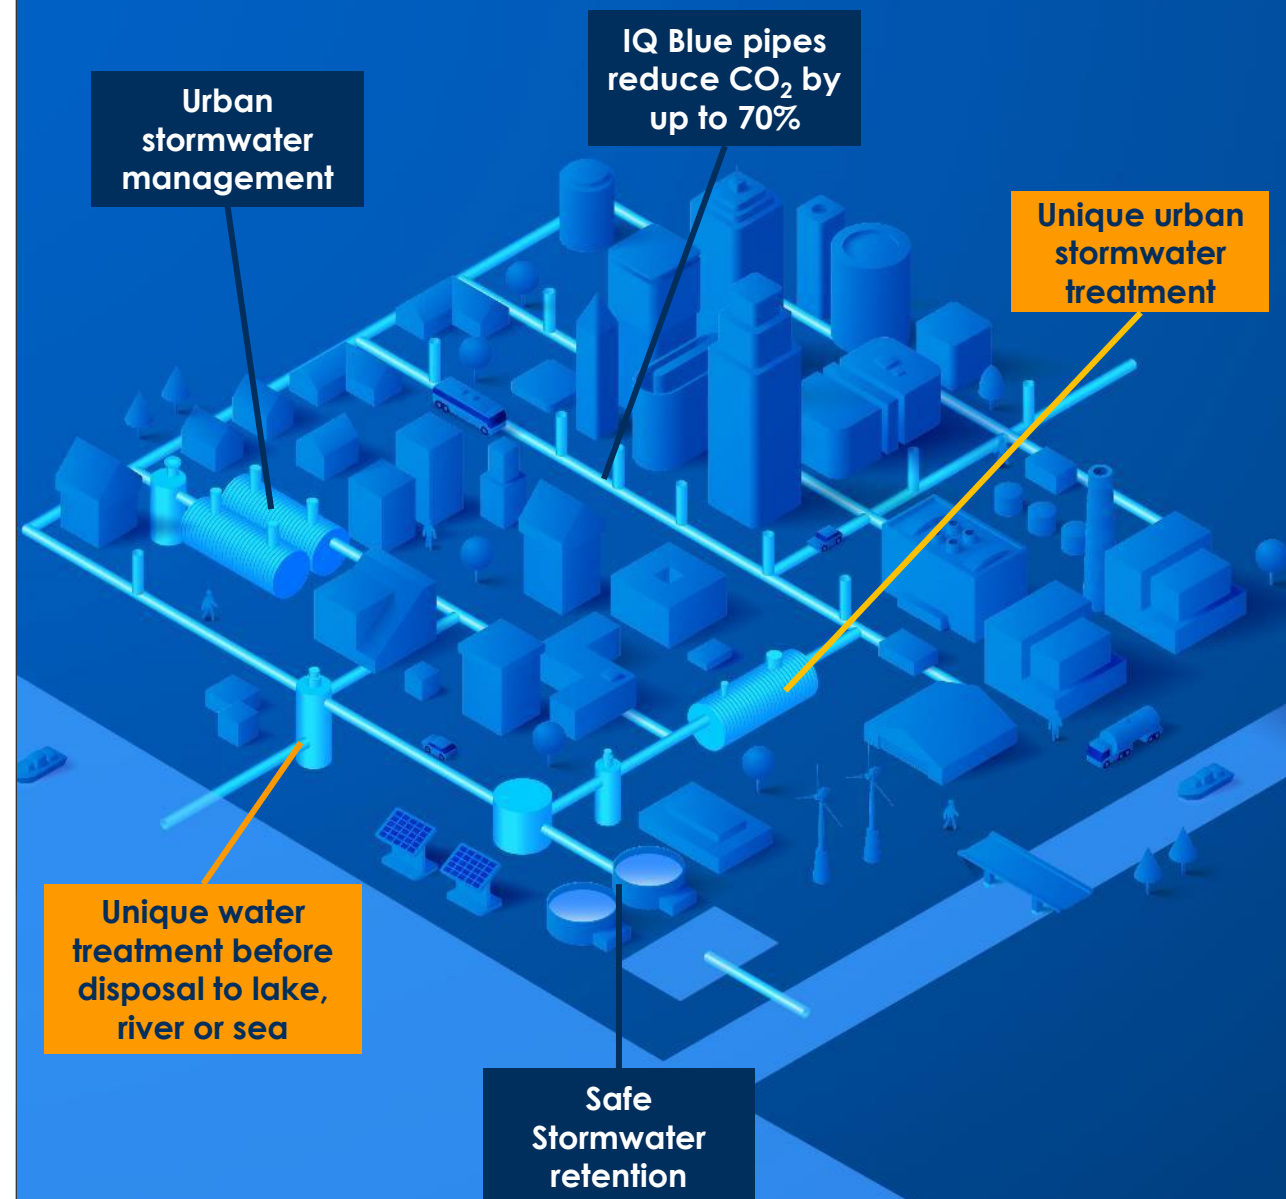 IQ Blue pipes
reduce CO₂ by
up to 70%
Urban
stormwater
management
Unique urban
stormwater
treatment
Unique water
treatment before
disposal to lake,
river or sea
Safe
Stormwater
retention